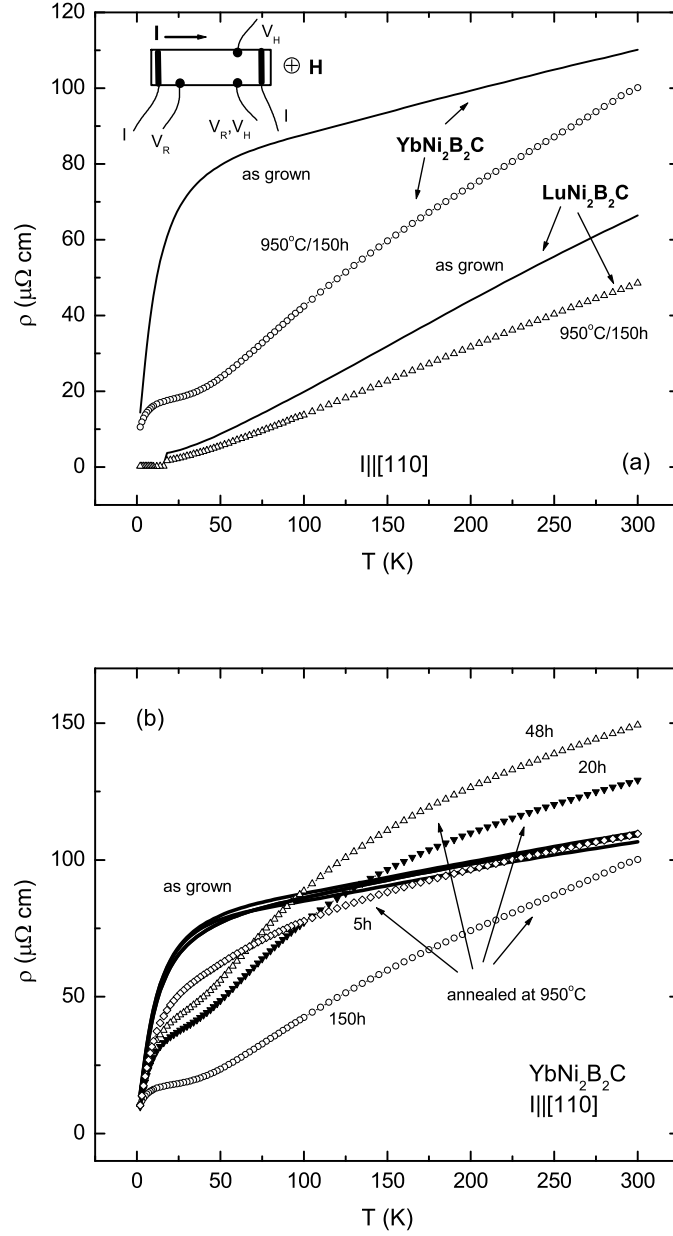 120
100
80
60
40
20
0
ρ (μΩ cm)
I
H
V_H
I
V_R
V_R,V_H
I
as grown
YbNi₂B₂C
950°C/150h
LuNi₂B₂C
as grown
950°C/150h
I||[110]
(a)
0 50 100 150 200 250 300
T (K)
(b)
150
100
50
0
ρ (μΩ cm)
48h
20h
as grown
5h
annealed at 950°C
150h
YbNi₂B₂C
I||[110]
0 50 100 150 200 250 300
T (K)